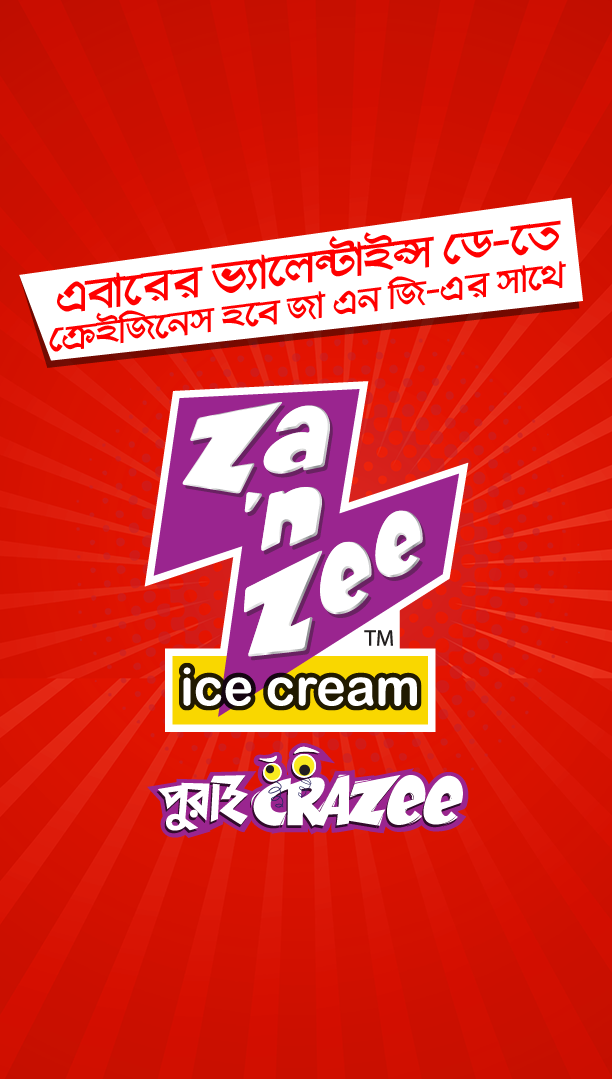 এবারের ভ্যালেন্টাইন্স ডে-তে
ক্রেইজিনেস হবে জা এন জি-এর সাথে
Za
'n
Zee
TM
ice cream
পুরাই CRAZEE